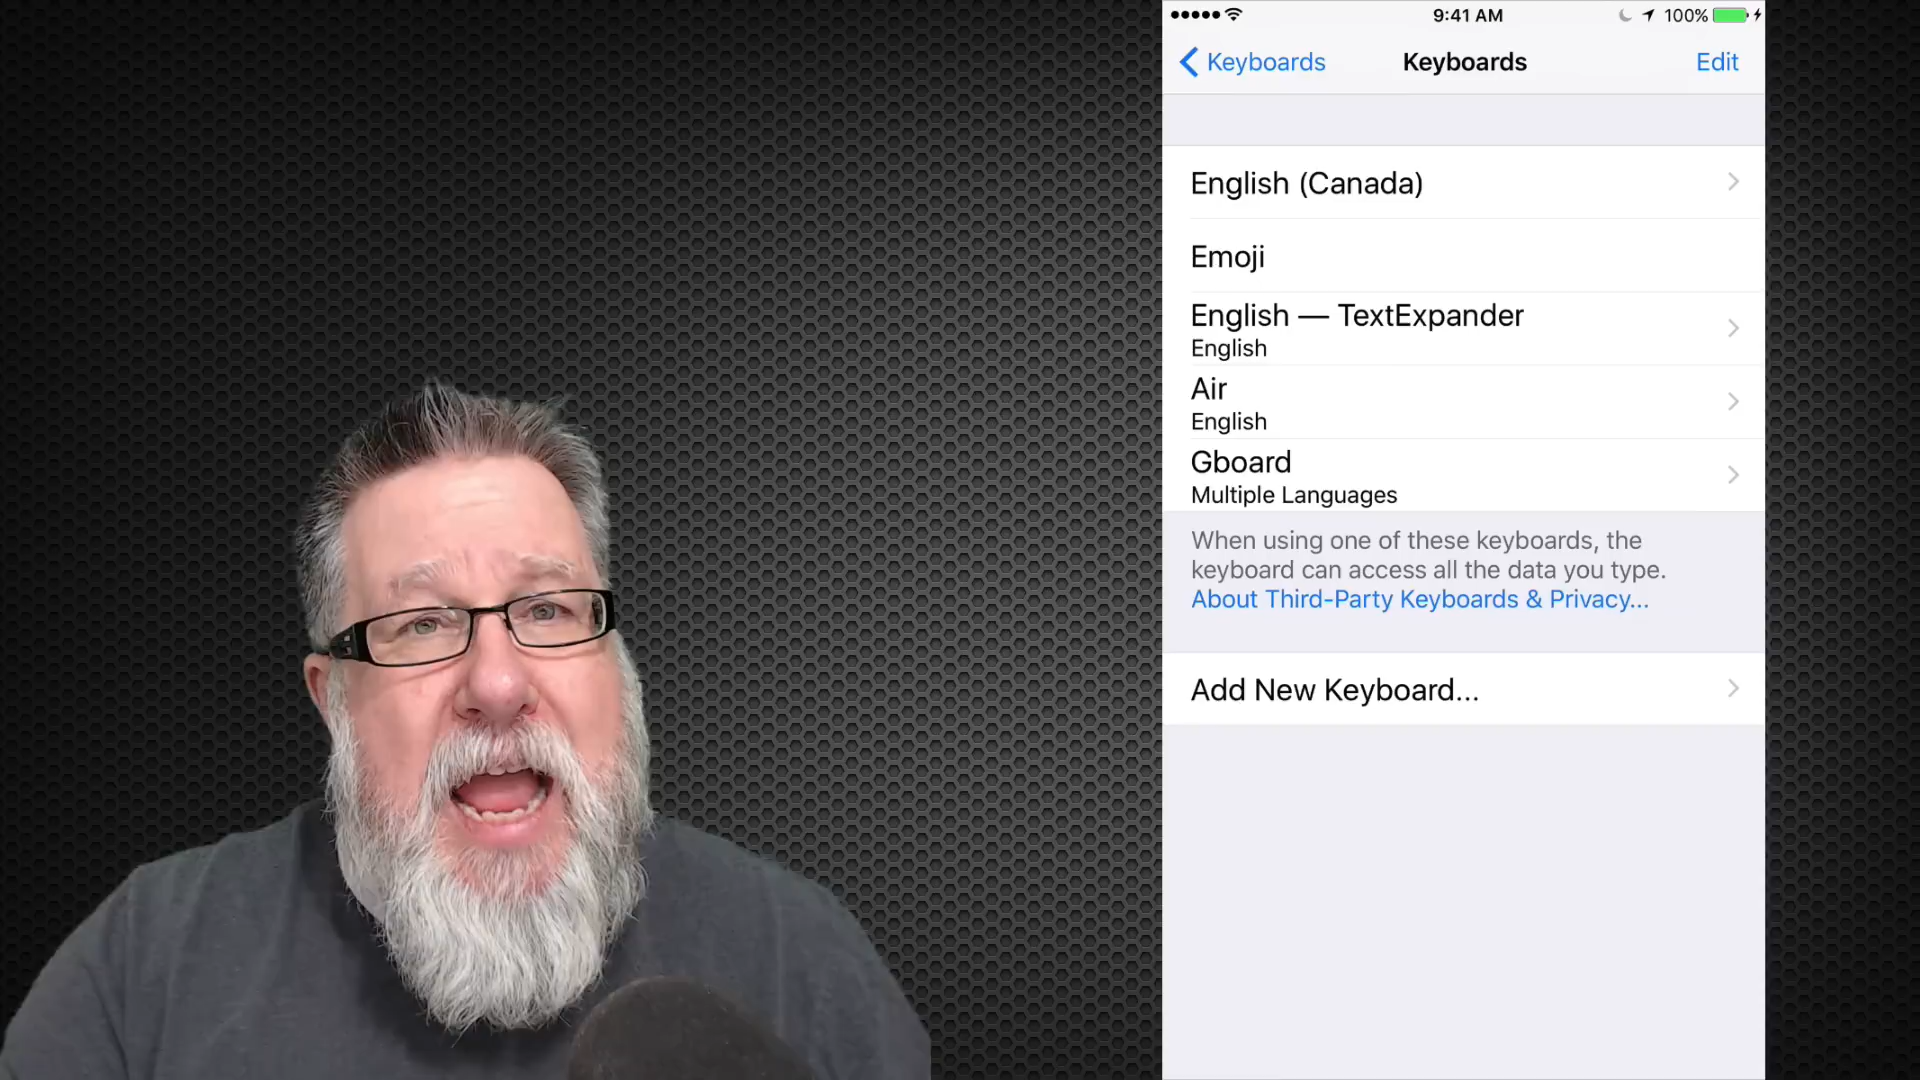 9:41 AM
100%
Keyboards
Keyboards
Edit
English (Canada)
Emoji
English — TextExpander
English
Air
English
Gboard
Multiple Languages
When using one of these keyboards, the
keyboard can access all the data you type.
About Third-Party Keyboards & Privacy...
Add New Keyboard...